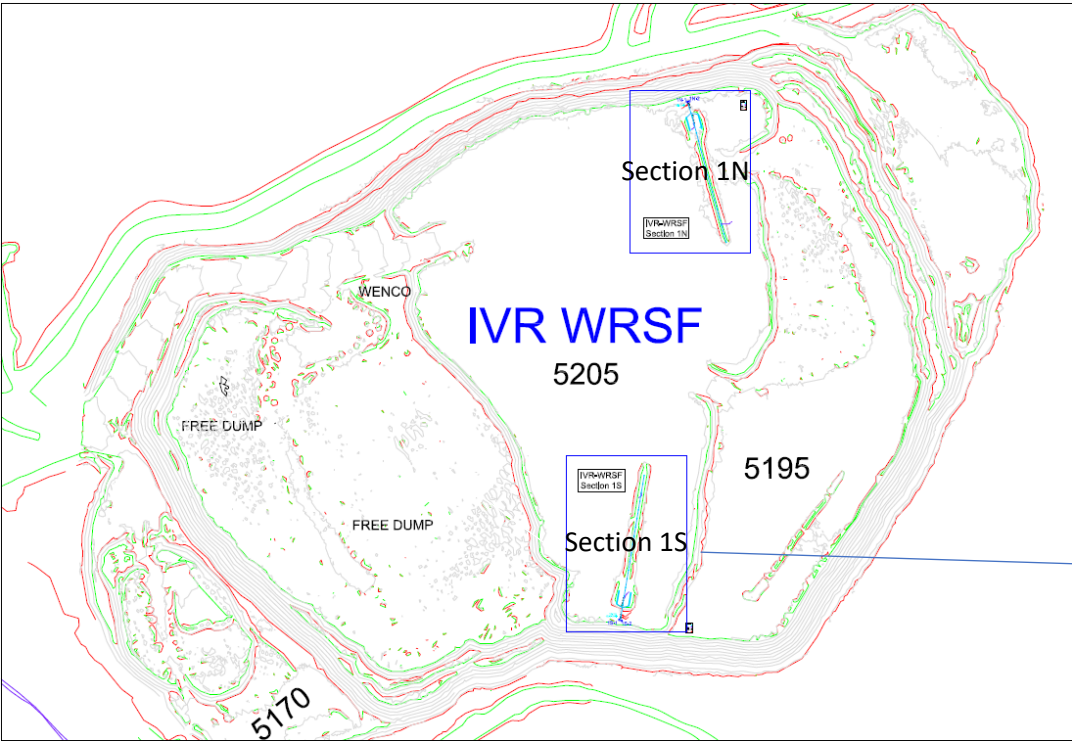 Section 1N
IVR-WRSF
Section 1N
WENCO
IVR WRSF
5205
FREE DUMP
5195
IVR-WRSF
Section 1S
FREE DUMP
Section 1S
5170